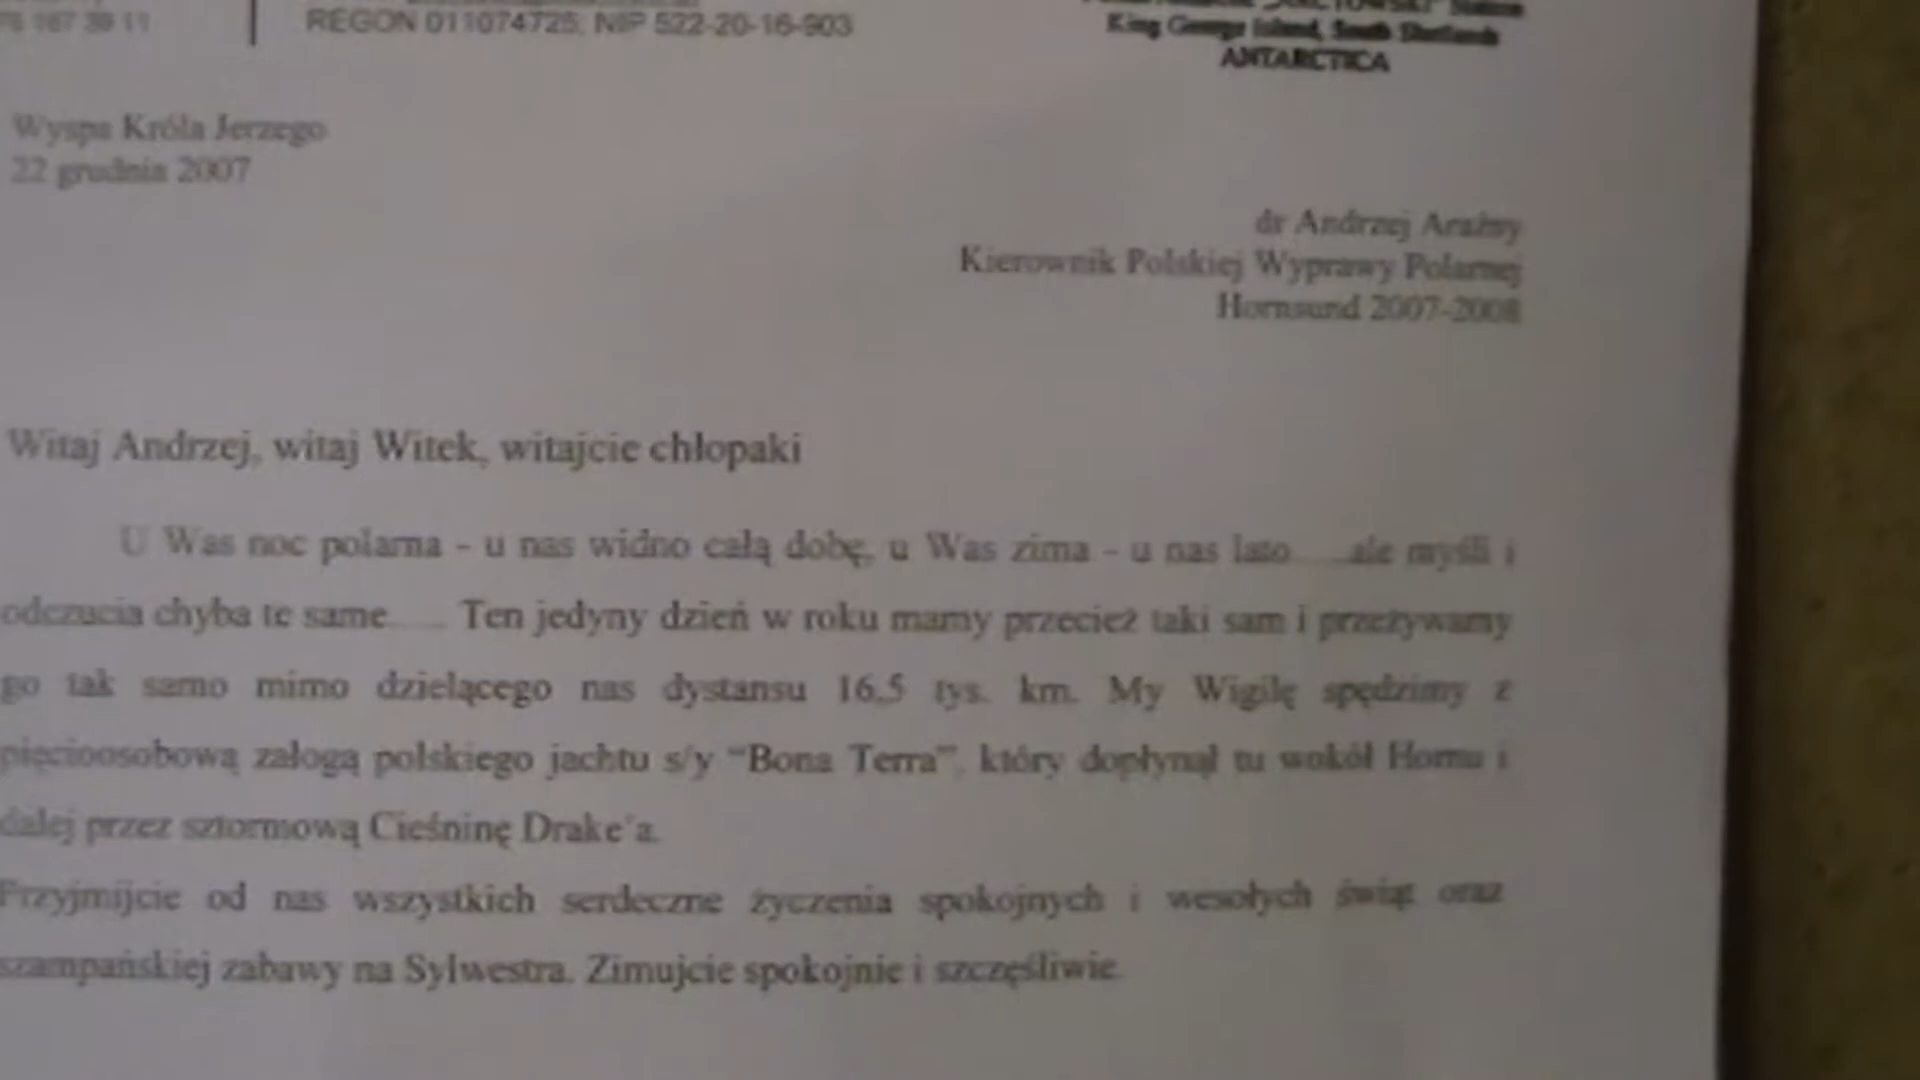 REGON 011074725, NIP 522-20-16-903
King George Island, South Shetlands
ANTARCTICA
Wyspa Króla Jerzego
22 grudnia 2007
dr Andrzej Araźny
Kierownik Polskiej Wyprawy Polarnej
Hornsund 2007-2008
Witaj Andrzej, witaj Witek, witajcie chłopaki
U Was noc polarna - u nas widno całą dobę, u Was zima - u nas lato.....ale myśli i
odczucia chyba te same...... Ten jedyny dzień w roku mamy przecież taki sam i przeżywamy
go tak samo mimo dzielącego nas dystansu 16,5 tys. km. My Wigilę spędzimy z
pięcioosobową załogą polskiego jachtu s/y "Bona Terra", który dopłynął tu wokół Hornu i
dalej przez sztormową Cieśninę Drake'a.
Przyjmijcie od nas wszystkich serdeczne życzenia spokojnych i wesołych świąt oraz
szampańskiej zabawy na Sylwestra. Zimujcie spokojnie i szczęśliwie.